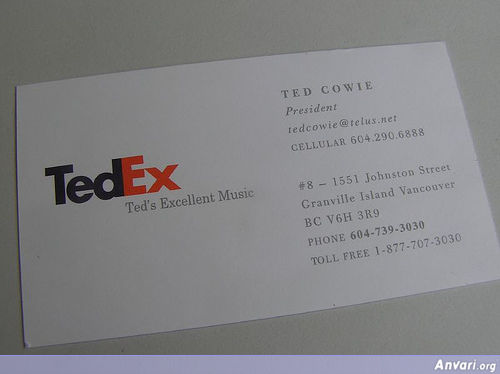 TED COWIE
President
tedcowie@telus.net
CELLULAR 604.290.6888
TedEx
Ted's Excellent Music
#8 – 1551 Johnston Street
Granville Island Vancouver
BC V6H 3R9
PHONE 604-739-3030
TOLL FREE 1-877-707-3030
Anvari.org